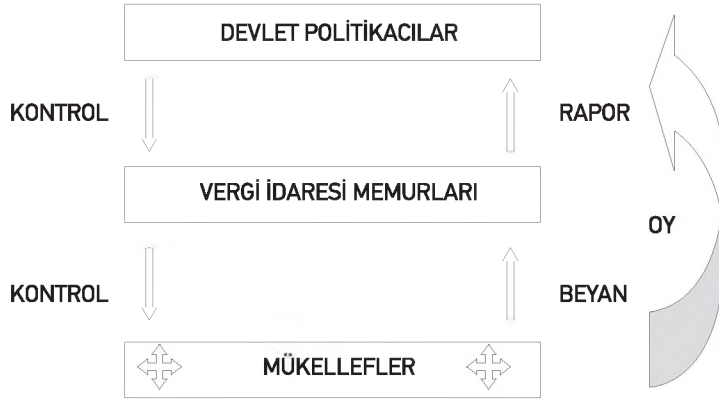 DEVLET POLİTİKACILAR
KONTROL
RAPOR
VERGİ İDARESİ MEMURLARI
OY
KONTROL
BEYAN
MÜKELLEFLER